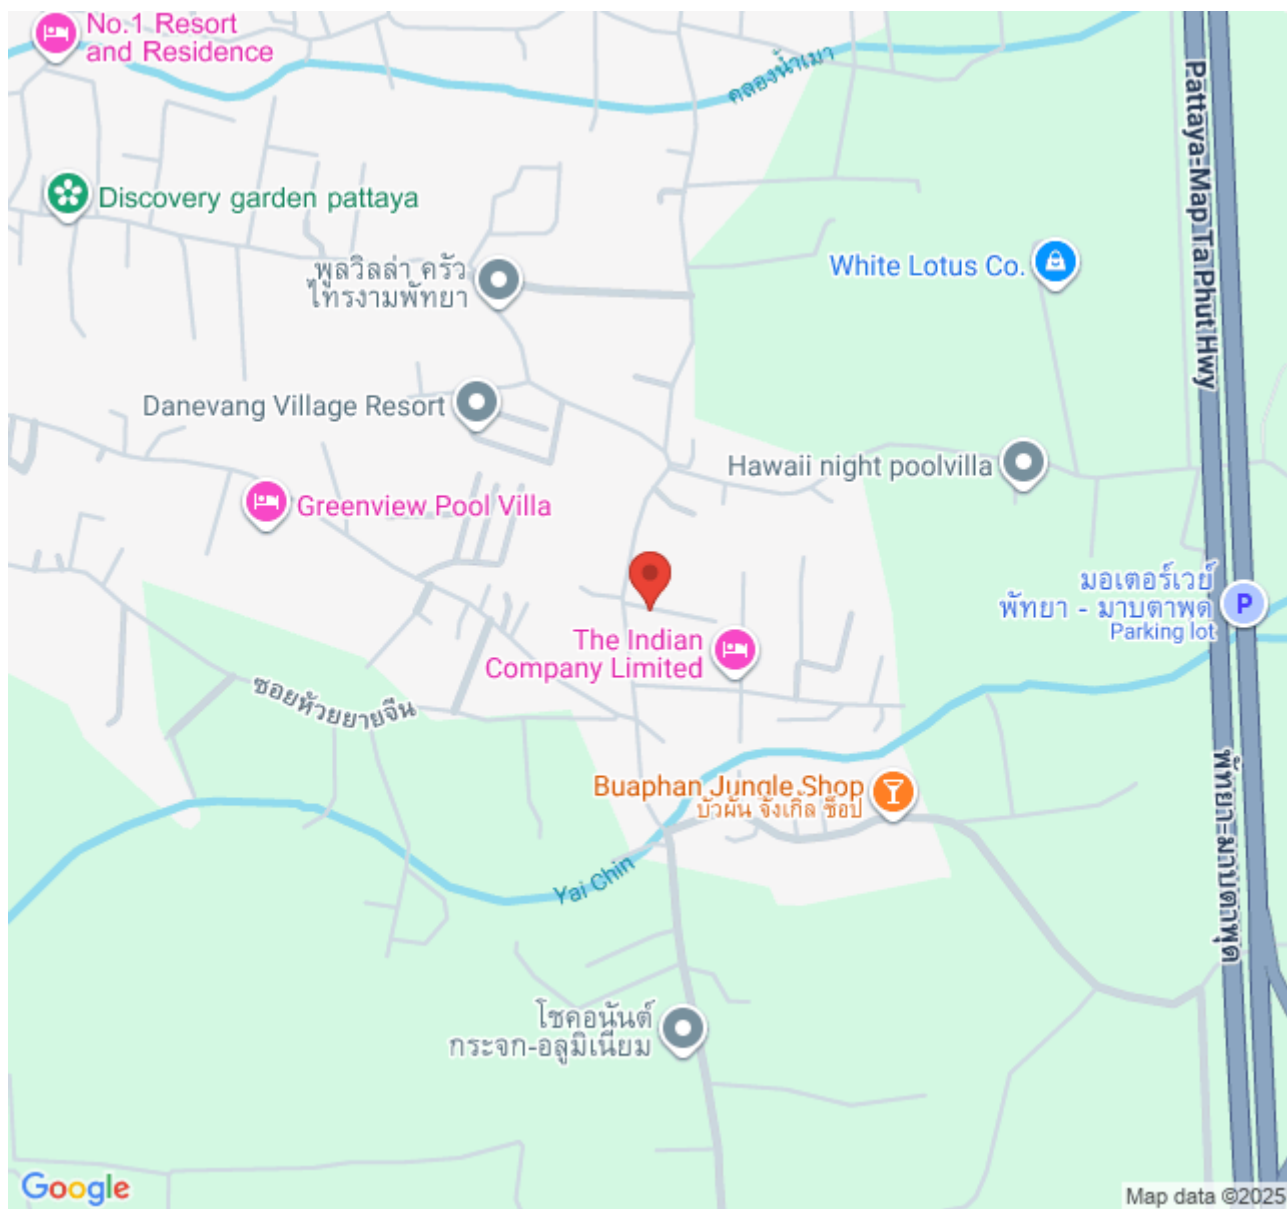 No.1 Resort
and Residence
คลองน้ำเมา
Pattaya-Map Ta Phut Hwy
Discovery garden pattaya
พูลวิลล่า ครัว
ไทรงามพัทยา
White Lotus Co.
Danevang Village Resort
Hawaii night poolvilla
Greenview Pool Villa
มอเตอร์เวย์
พัทยา - มาบตาพุด
Parking lot
The Indian
Company Limited
ซอยห้วยยายจีน
Buaphan Jungle Shop
บัวผัน จังเกิ้ล ช็อป
พัทยา-มาบตาพุด
Yai Chin
โชคอนันต์
กระจก-อลูมิเนียม
Google
Map data ©2025